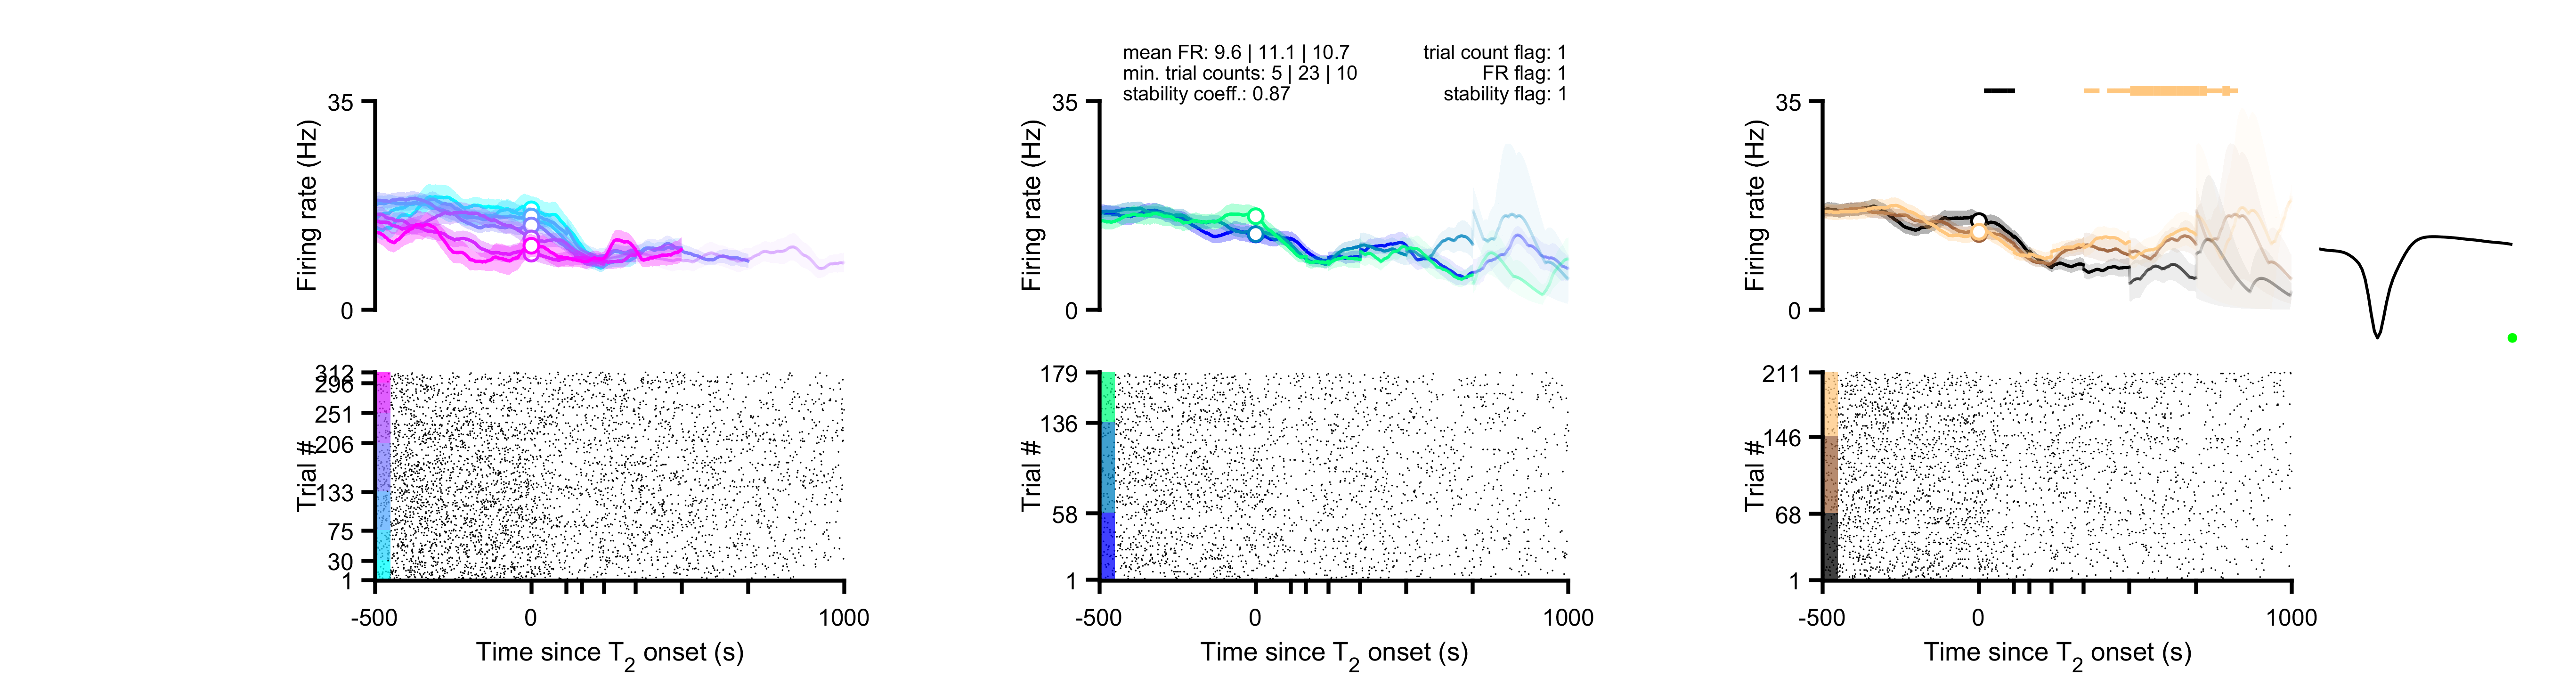 mean FR: 9.6 | 11.1 | 10.7
trial count flag: 1
min. trial counts: 5 | 23 | 10
FR flag: 1
stability coeff.: 0.87
stability flag: 1
35
Firing rate (Hz)
0
35
Firing rate (Hz)
0
35
Firing rate (Hz)
0
312
296
251
206
133
75
30
1
Trial #
-500
0
1000
Time since T2 onset (s)
179
136
58
1
Trial #
-500
0
1000
Time since T2 onset (s)
211
146
68
1
Trial #
-500
0
1000
Time since T2 onset (s)